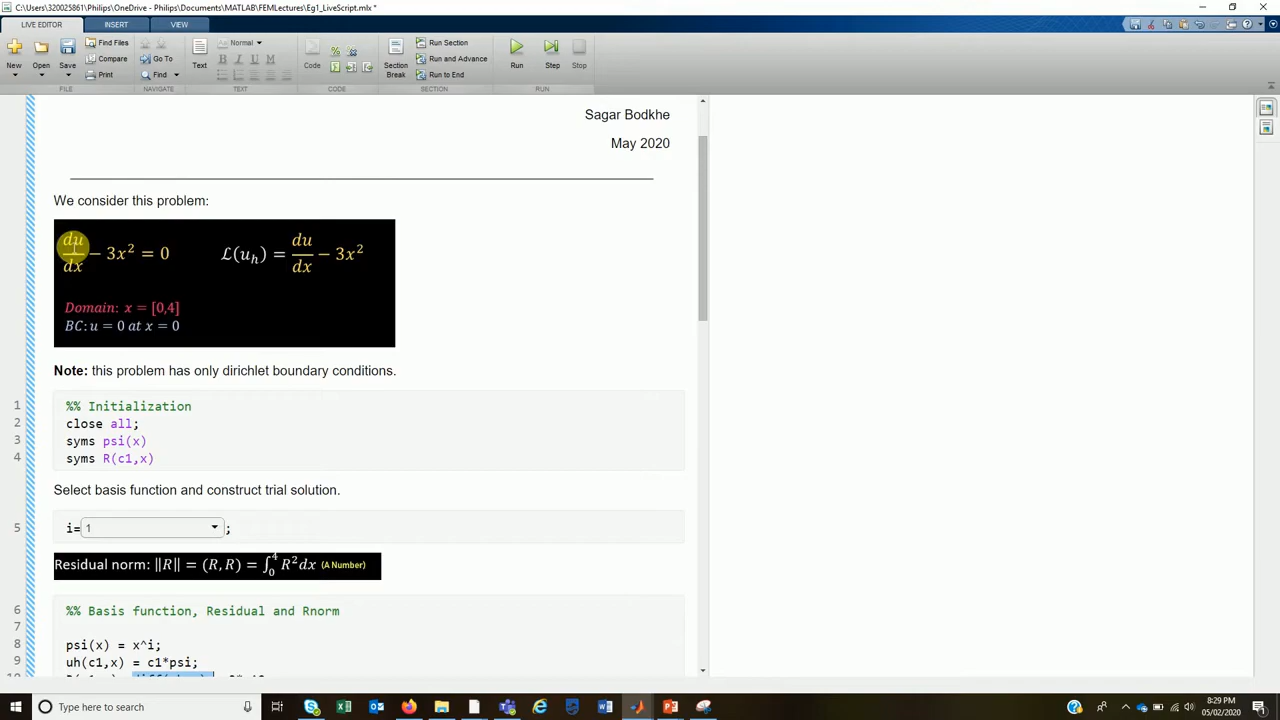 C:\Users\320025861\Philips\OneDrive - Philips\Documents\MATLAB\FEMLectures\Eg1_LiveScript.mlx *
LIVE EDITOR INSERT VIEW
New Open Save Find Files Compare Print
Go To Find
Text Normal B I U M
Code
Section Break Run Section Run and Advance Run to End
Run Step Stop
FILE NAVIGATE TEXT CODE SECTION RUN
Sagar Bodkhe
May 2020
We consider this problem:
du/dx − 3x² = 0 ℒ(u_h) = du/dx − 3x²
Domain: x = [0,4]
BC: u = 0 at x = 0
Note: this problem has only dirichlet boundary conditions.
1 %% Initialization
2 close all;
3 syms psi(x)
4 syms R(c1,x)
Select basis function and construct trial solution.
5 i= 1 ;
Residual norm: ‖R‖ = (R, R) = ∫₀⁴ R²dx (A Number)
6 %% Basis function, Residual and Rnorm
7
8 psi(x) = x^i;
9 uh(c1,x) = c1*psi;
Type here to search
8:29 PM
05/02/2020